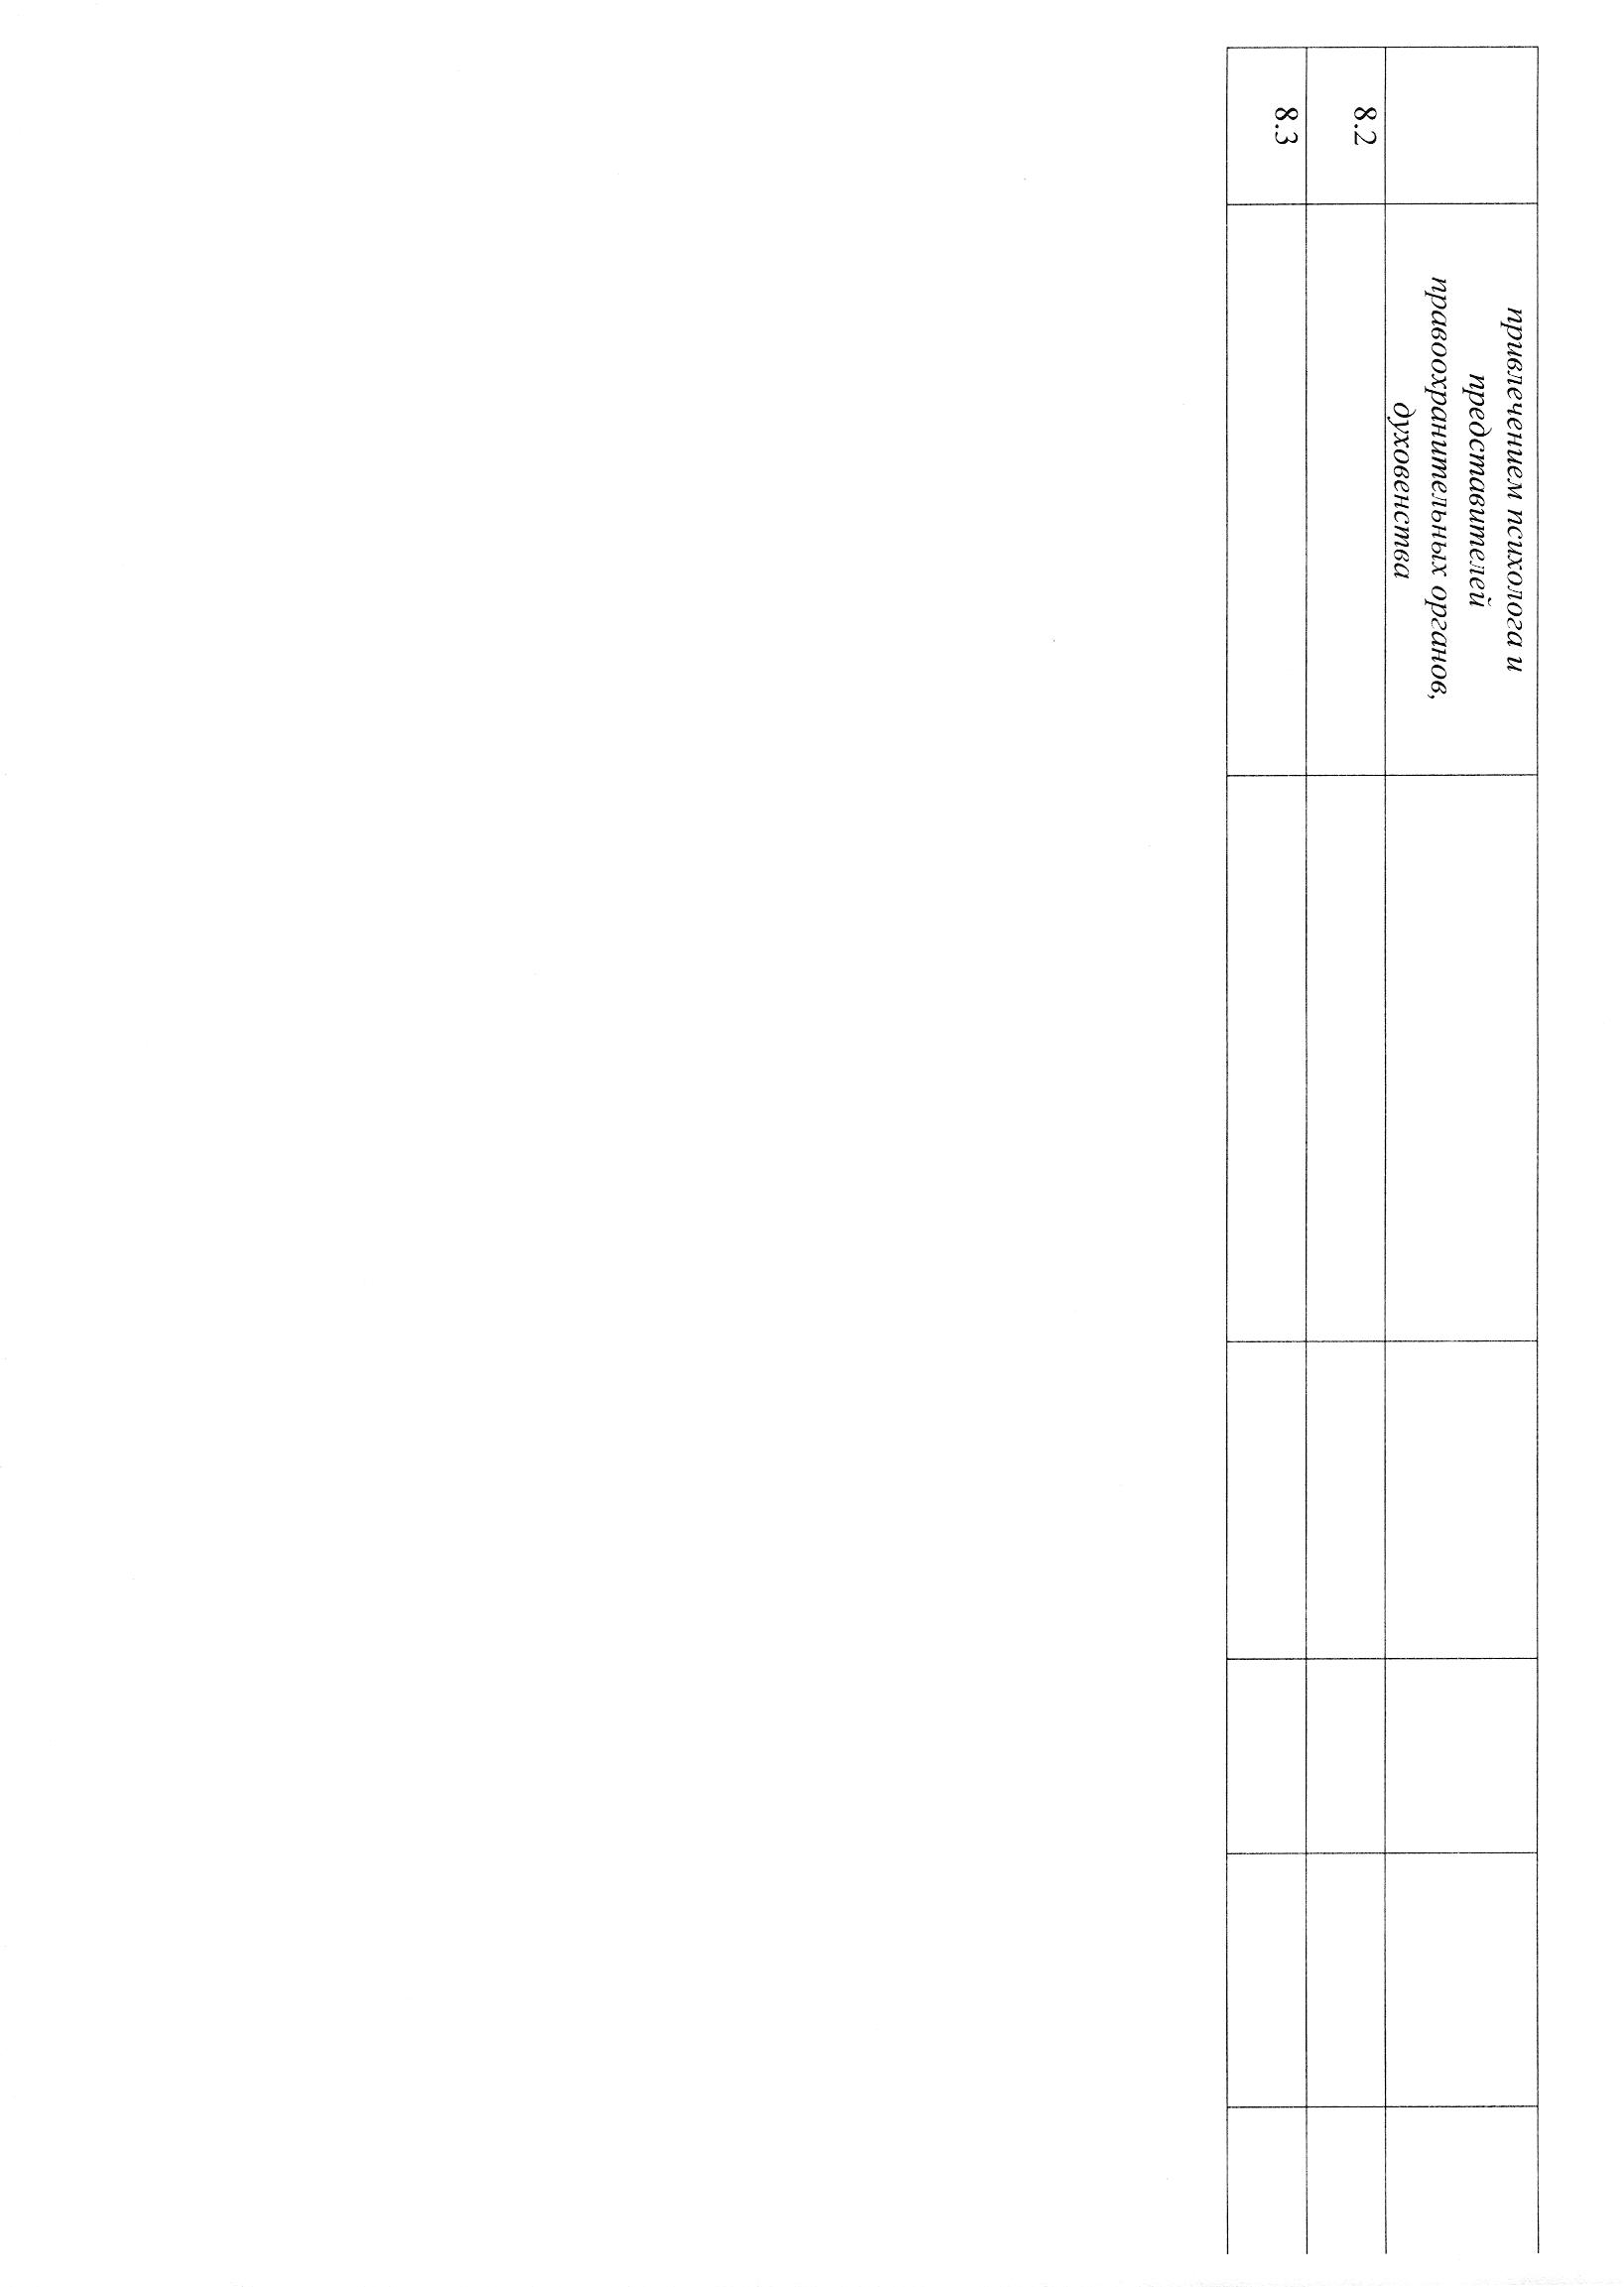 привлечением психолога и
представителей
правоохранительных органов,
духовенства
8.2
8.3